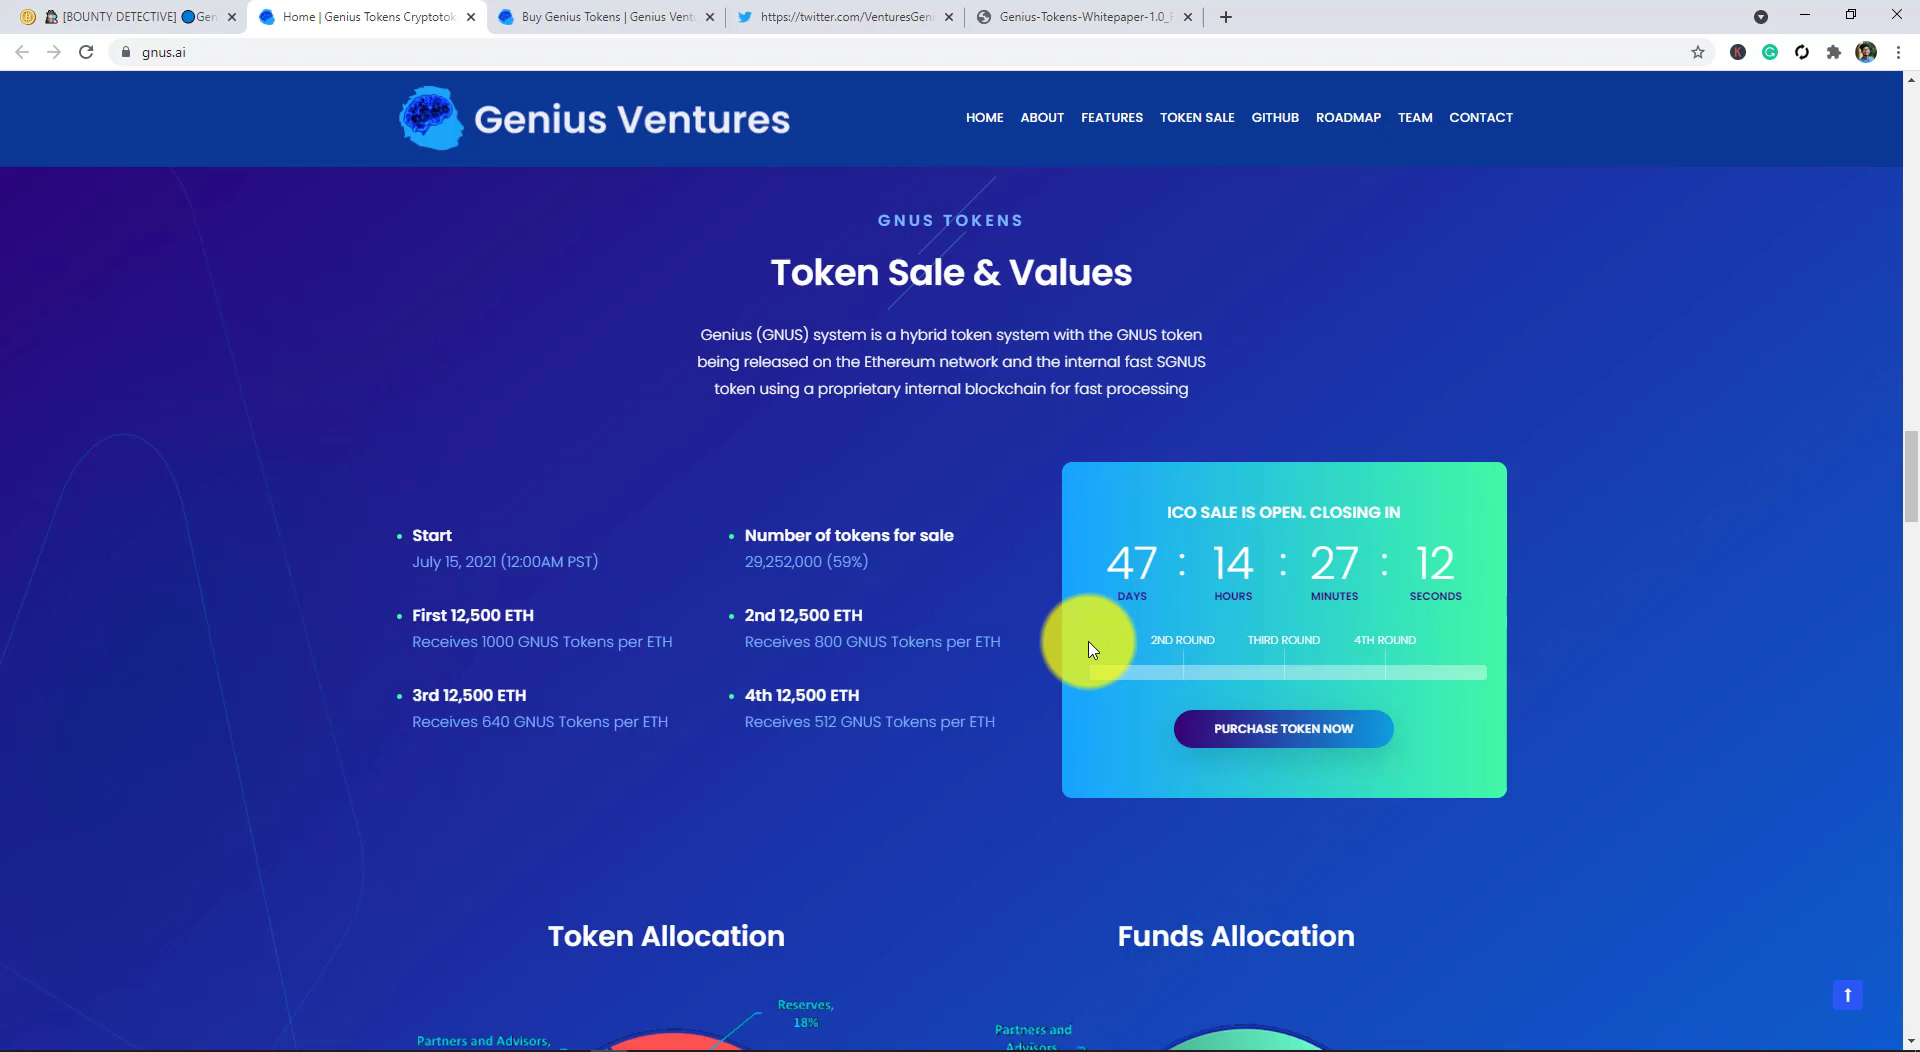 [BOUNTY DETECTIVE] 🔵Gen
Home | Genius Tokens Cryptotok
Buy Genius Tokens | Genius Vent
https://twitter.com/VenturesGeni
Genius-Tokens-Whitepaper-1.0_
gnus.ai
Genius Ventures
HOME ABOUT FEATURES TOKEN SALE GITHUB ROADMAP TEAM CONTACT
GNUS TOKENS
Token Sale & Values
Genius (GNUS) system is a hybrid token system with the GNUS token
being released on the Ethereum network and the internal fast SGNUS
token using a proprietary internal blockchain for fast processing
Start
July 15, 2021 (12:00AM PST)
Number of tokens for sale
29,252,000 (59%)
First 12,500 ETH
Receives 1000 GNUS Tokens per ETH
2nd 12,500 ETH
Receives 800 GNUS Tokens per ETH
3rd 12,500 ETH
Receives 640 GNUS Tokens per ETH
4th 12,500 ETH
Receives 512 GNUS Tokens per ETH
ICO SALE IS OPEN. CLOSING IN
47 : 14 : 27 : 12
DAYS HOURS MINUTES SECONDS
2ND ROUND THIRD ROUND 4TH ROUND
PURCHASE TOKEN NOW
Token Allocation
Funds Allocation
Reserves,
18%
Partners and Advisors,
Partners and
Advisors